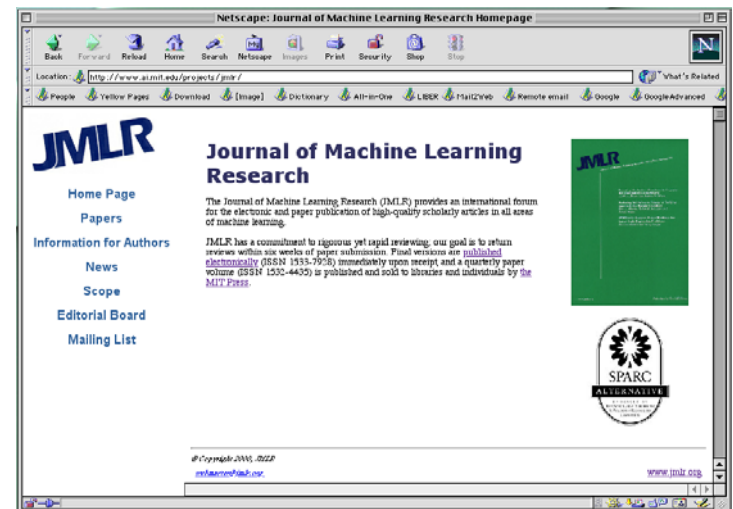 Netscape: Journal of Machine Learning Research Homepage
Back Forward Reload Home Search Netscape Images Print Security Shop Stop
N
Location: http://www.ai.mit.edu/projects/jmlr/ What's Related
People Yellow Pages Download [Image] Dictionary All-in-One LIBER Mail2Web Remote email Google GoogleAdvanced
JMLR
Home Page
Papers
Information for Authors
News
Scope
Editorial Board
Mailing List
Journal of Machine Learning
Research
The Journal of Machine Learning Research (JMLR) provides an international forum
for the electronic and paper publication of high-quality scholarly articles in all areas
of machine learning.
JMLR has a commitment to rigorous yet rapid reviewing; our goal is to return
reviews within six weeks of paper submission. Final versions are published
electronically (ISSN 1533-7928) immediately upon receipt, and a quarterly paper
volume (ISSN 1532-4435) is published and sold to libraries and individuals by the
MIT Press.
JMLR
SPARC
ALTERNATIVE
© Copyright 2000, JMLR
www.jmlr.org